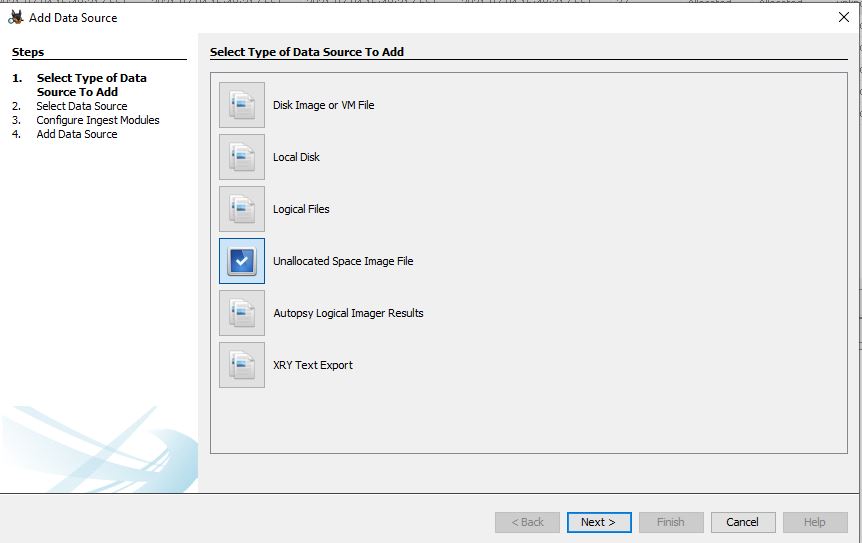 Add Data Source
Steps
1. Select Type of Data
Source To Add
2. Select Data Source
3. Configure Ingest Modules
4. Add Data Source
Select Type of Data Source To Add
Disk Image or VM File
Local Disk
Logical Files
Unallocated Space Image File
Autopsy Logical Imager Results
XRY Text Export
< Back
Next >
Finish
Cancel
Help